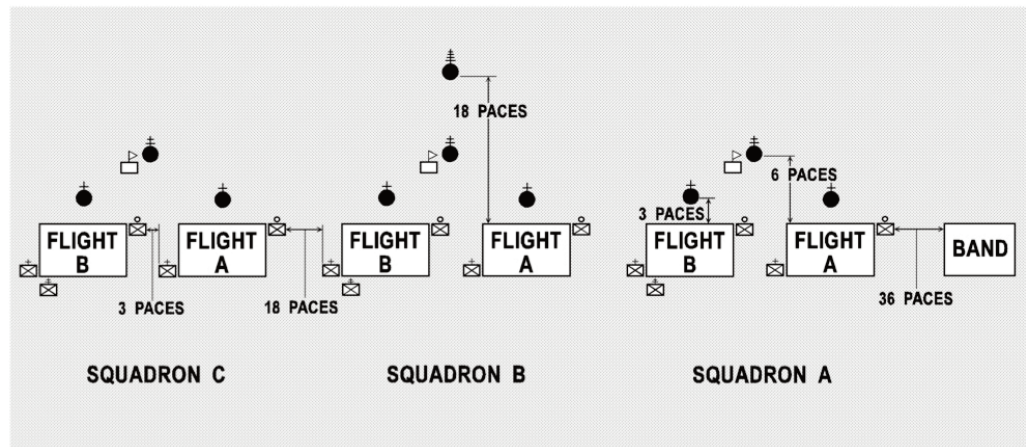 18 PACES
6 PACES
3 PACES
FLIGHT
B
FLIGHT
A
FLIGHT
B
FLIGHT
A
FLIGHT
B
FLIGHT
A
BAND
3 PACES
18 PACES
36 PACES
SQUADRON C
SQUADRON B
SQUADRON A